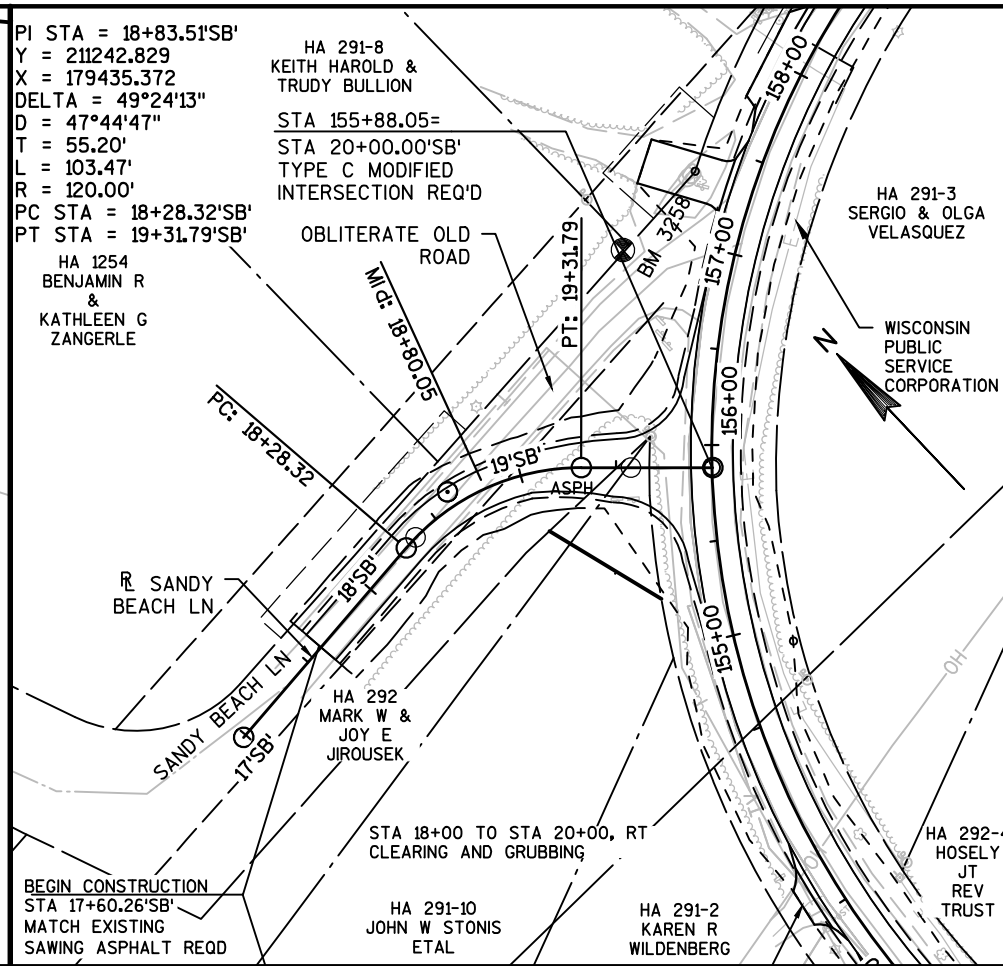 PI STA = 18+83.51'SB'
Y = 211242.829
X = 179435.372
DELTA = 49°24'13"
D = 47°44'47"
T = 55.20'
L = 103.47'
R = 120.00'
PC STA = 18+28.32'SB'
PT STA = 19+31.79'SB'
HA 1254
BENJAMIN R
&
KATHLEEN G
ZANGERLE
HA 291-8
KEITH HAROLD &
TRUDY BULLION
STA 155+88.05=
STA 20+00.00'SB'
TYPE C MODIFIED
INTERSECTION REQ'D
OBLITERATE OLD
ROAD
Mid: 18+80.05
PT: 19+31.79
PC: 18+28.32
BM 3258
158+00
157+00
156+00
155+00
HA 291-3
SERGIO & OLGA
VELASQUEZ
WISCONSIN
PUBLIC
SERVICE
CORPORATION
N
19'SB'
ASPH
18'SB'
RL SANDY
BEACH LN
SANDY BEACH LN
17'SB'
HA 292
MARK W &
JOY E
JIROUSEK
OH
STA 18+00 TO STA 20+00, RT
CLEARING AND GRUBBING
BEGIN CONSTRUCTION
STA 17+60.26'SB'
MATCH EXISTING
SAWING ASPHALT REQD
HA 291-10
JOHN W STONIS
ETAL
HA 291-2
KAREN R
WILDENBERG
HA 292-4
HOSELY
JT
REV
TRUST